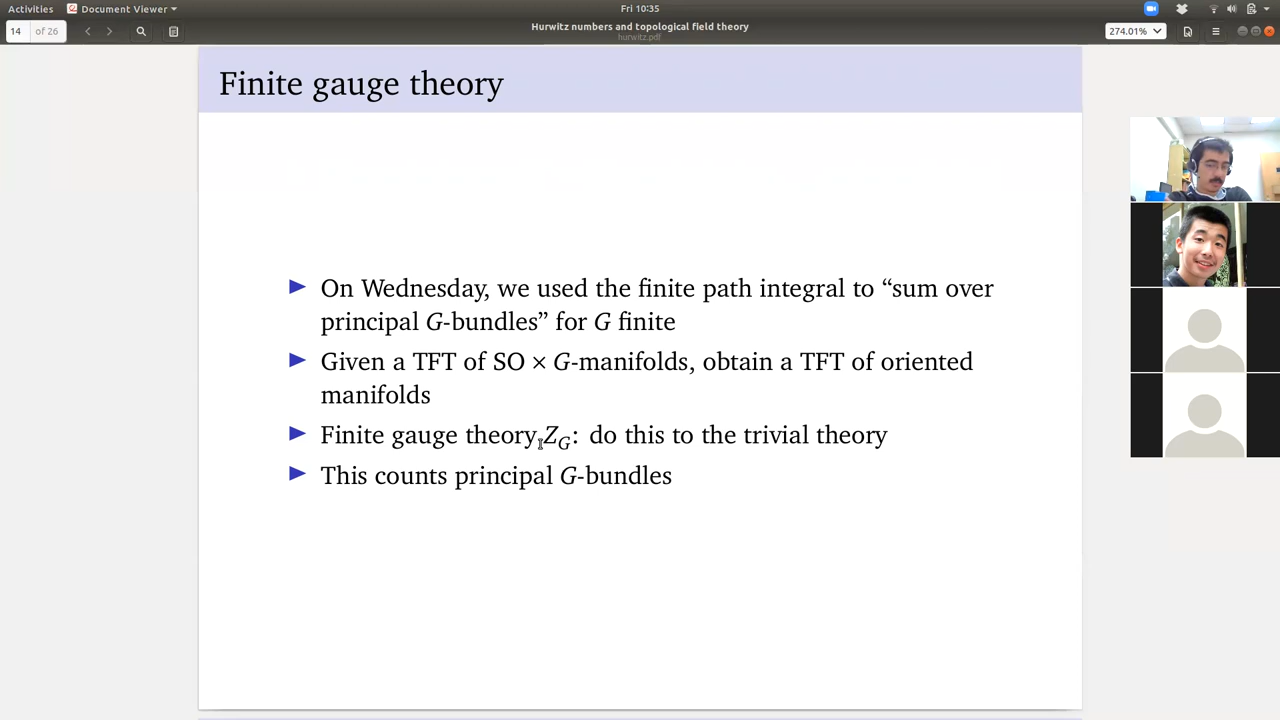 Activities Document Viewer Fri 10:35
14 of 26 Hurwitz numbers and topological field theory 274.01%
hurwitz.pdf
Finite gauge theory
▶ On Wednesday, we used the finite path integral to “sum over
principal G-bundles” for G finite
▶ Given a TFT of SO × G-manifolds, obtain a TFT of oriented
manifolds
▶ Finite gauge theory Z_G: do this to the trivial theory
▶ This counts principal G-bundles